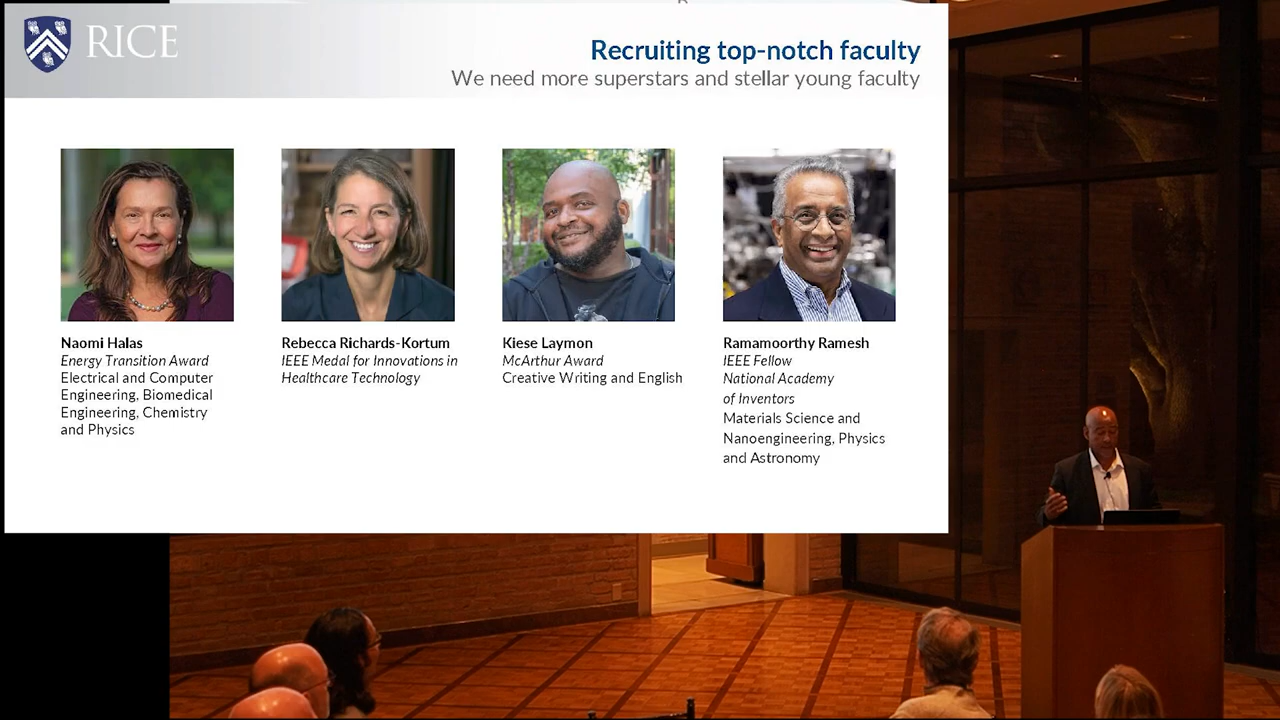 RICE
Recruiting top-notch faculty
We need more superstars and stellar young faculty
Naomi Halas
Energy Transition Award
Electrical and Computer
Engineering, Biomedical
Engineering, Chemistry
and Physics
Rebecca Richards-Kortum
IEEE Medal for Innovations in
Healthcare Technology
Kiese Laymon
McArthur Award
Creative Writing and English
Ramamoorthy Ramesh
IEEE Fellow
National Academy
of Inventors
Materials Science and
Nanoengineering, Physics
and Astronomy